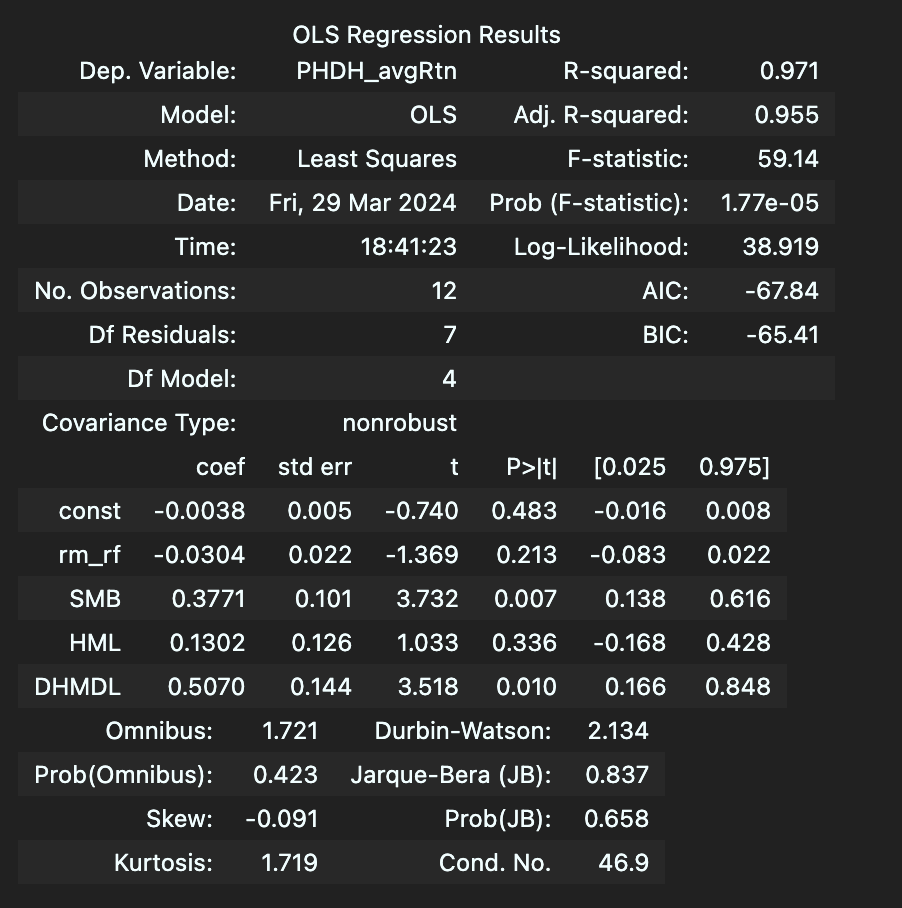 OLS Regression Results
Dep. Variable: PHDH_avgRtn R-squared: 0.971
Model: OLS Adj. R-squared: 0.955
Method: Least Squares F-statistic: 59.14
Date: Fri, 29 Mar 2024 Prob (F-statistic): 1.77e-05
Time: 18:41:23 Log-Likelihood: 38.919
No. Observations: 12 AIC: -67.84
Df Residuals: 7 BIC: -65.41
Df Model: 4
Covariance Type: nonrobust
coef std err t P>|t| [0.025 0.975]
const -0.0038 0.005 -0.740 0.483 -0.016 0.008
rm_rf -0.0304 0.022 -1.369 0.213 -0.083 0.022
SMB 0.3771 0.101 3.732 0.007 0.138 0.616
HML 0.1302 0.126 1.033 0.336 -0.168 0.428
DHMDL 0.5070 0.144 3.518 0.010 0.166 0.848
Omnibus: 1.721 Durbin-Watson: 2.134
Prob(Omnibus): 0.423 Jarque-Bera (JB): 0.837
Skew: -0.091 Prob(JB): 0.658
Kurtosis: 1.719 Cond. No. 46.9